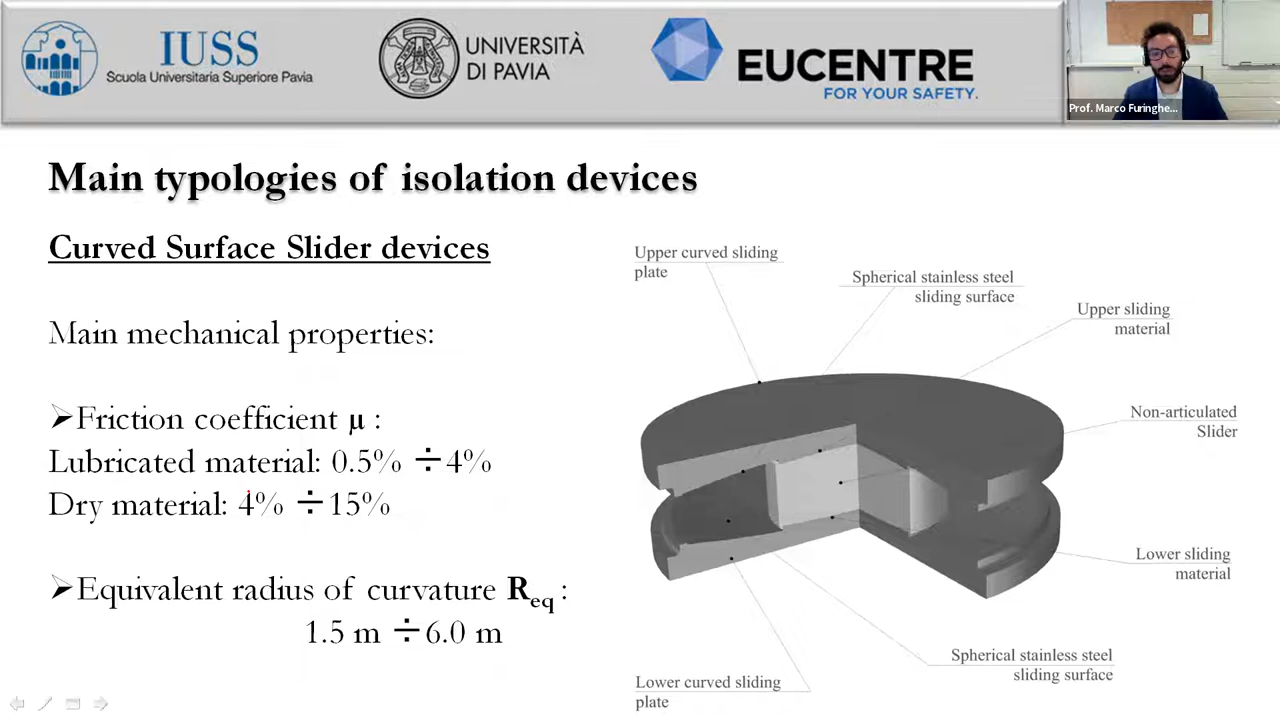 IUSS
Scuola Universitaria Superiore Pavia
UNIVERSITÀ
DI PAVIA
EUCENTRE
FOR YOUR SAFETY.
Prof. Marco Furinghe...
Main typologies of isolation devices
Curved Surface Slider devices
Main mechanical properties:
➢Friction coefficient μ :
Lubricated material: 0.5% ÷4%
Dry material: 4% ÷15%
➢Equivalent radius of curvature Req :
1.5 m ÷6.0 m
Upper curved sliding
plate
Spherical stainless steel
sliding surface
Upper sliding
material
Non-articulated
Slider
Lower sliding
material
Spherical stainless steel
sliding surface
Lower curved sliding
plate